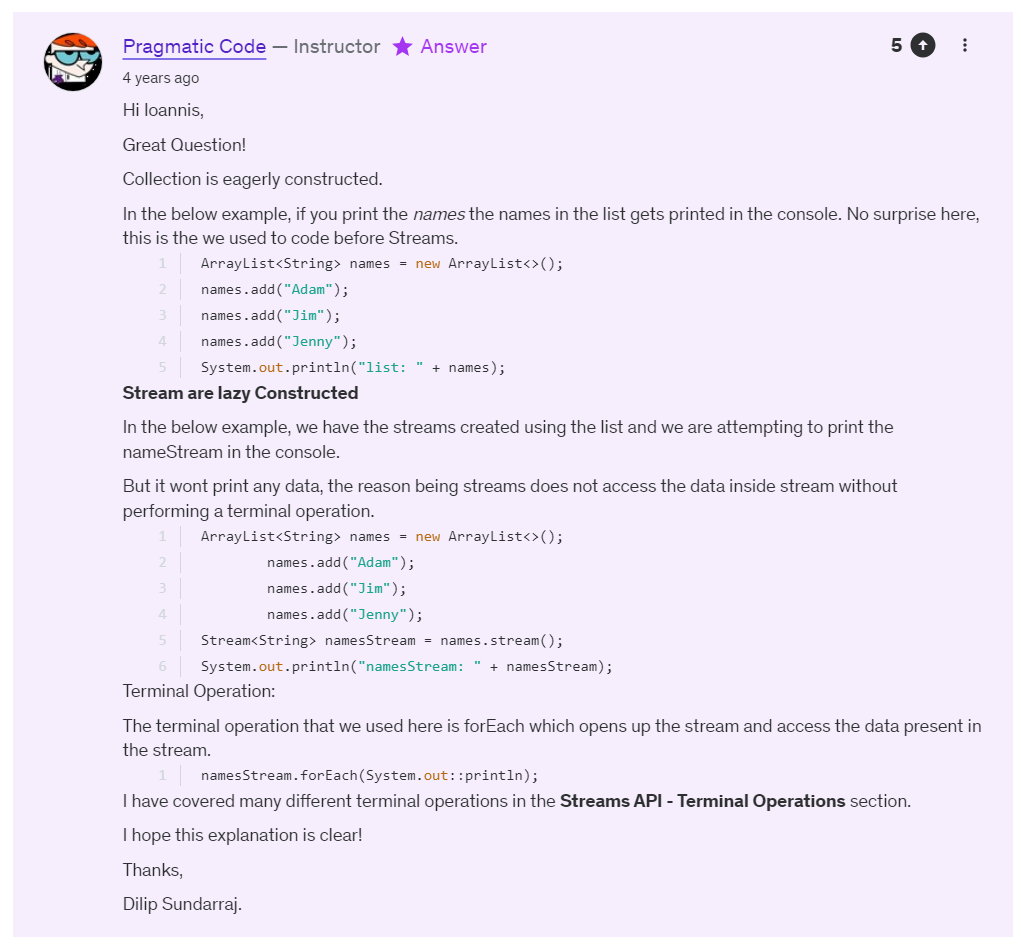 Pragmatic Code — Instructor ★ Answer
5
4 years ago
Hi Ioannis,
Great Question!
Collection is eagerly constructed.
In the below example, if you print the names the names in the list gets printed in the console. No surprise here,
this is the we used to code before Streams.
1 ArrayList<String> names = new ArrayList<>();
2 names.add("Adam");
3 names.add("Jim");
4 names.add("Jenny");
5 System.out.println("list: " + names);
Stream are lazy Constructed
In the below example, we have the streams created using the list and we are attempting to print the
nameStream in the console.
But it wont print any data, the reason being streams does not access the data inside stream without
performing a terminal operation.
1 ArrayList<String> names = new ArrayList<>();
2 names.add("Adam");
3 names.add("Jim");
4 names.add("Jenny");
5 Stream<String> namesStream = names.stream();
6 System.out.println("namesStream: " + namesStream);
Terminal Operation:
The terminal operation that we used here is forEach which opens up the stream and access the data present in
the stream.
1 namesStream.forEach(System.out::println);
I have covered many different terminal operations in the Streams API - Terminal Operations section.
I hope this explanation is clear!
Thanks,
Dilip Sundarraj.